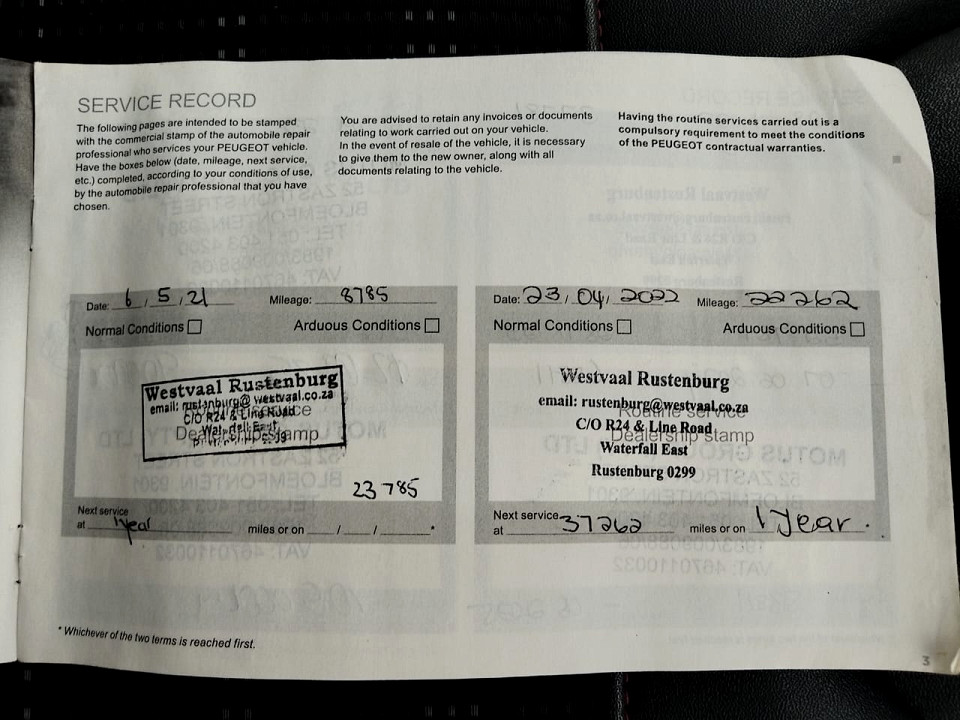 SERVICE RECORD
The following pages are intended to be stamped
with the commercial stamp of the automobile repair
professional who services your PEUGEOT vehicle.
Have the boxes below (date, mileage, next service,
etc.) completed, according to your conditions of use,
by the automobile repair professional that you have
chosen.
You are advised to retain any invoices or documents
relating to work carried out on your vehicle.
In the event of resale of the vehicle, it is necessary
to give them to the new owner, along with all
documents relating to the vehicle.
Having the routine services carried out is a
compulsory requirement to meet the conditions
of the PEUGEOT contractual warranties.
Date: 6 / 5 / 21 Mileage: 8785
Normal Conditions Arduous Conditions
Westvaal Rustenburg
email: rustenburg@westvaal.co.za
C/O R24 & Line Road
Dealership stamp
23 785
Next service
at 1year miles or on / / *
Date: 23 / 04 / 2022 Mileage: 22262
Normal Conditions Arduous Conditions
Westvaal Rustenburg
email: rustenburg@westvaal.co.za
Routine service
C/O R24 & Line Road
Dealership stamp
Waterfall East
Rustenburg 0299
Next service
at 37262 miles or on 1 year .
* Whichever of the two terms is reached first.
3